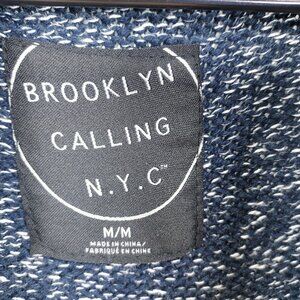 BROOKLYN
CALLING
N.Y.C™
M/M
MADE IN CHINA/
FABRIQUÉ EN CHINE